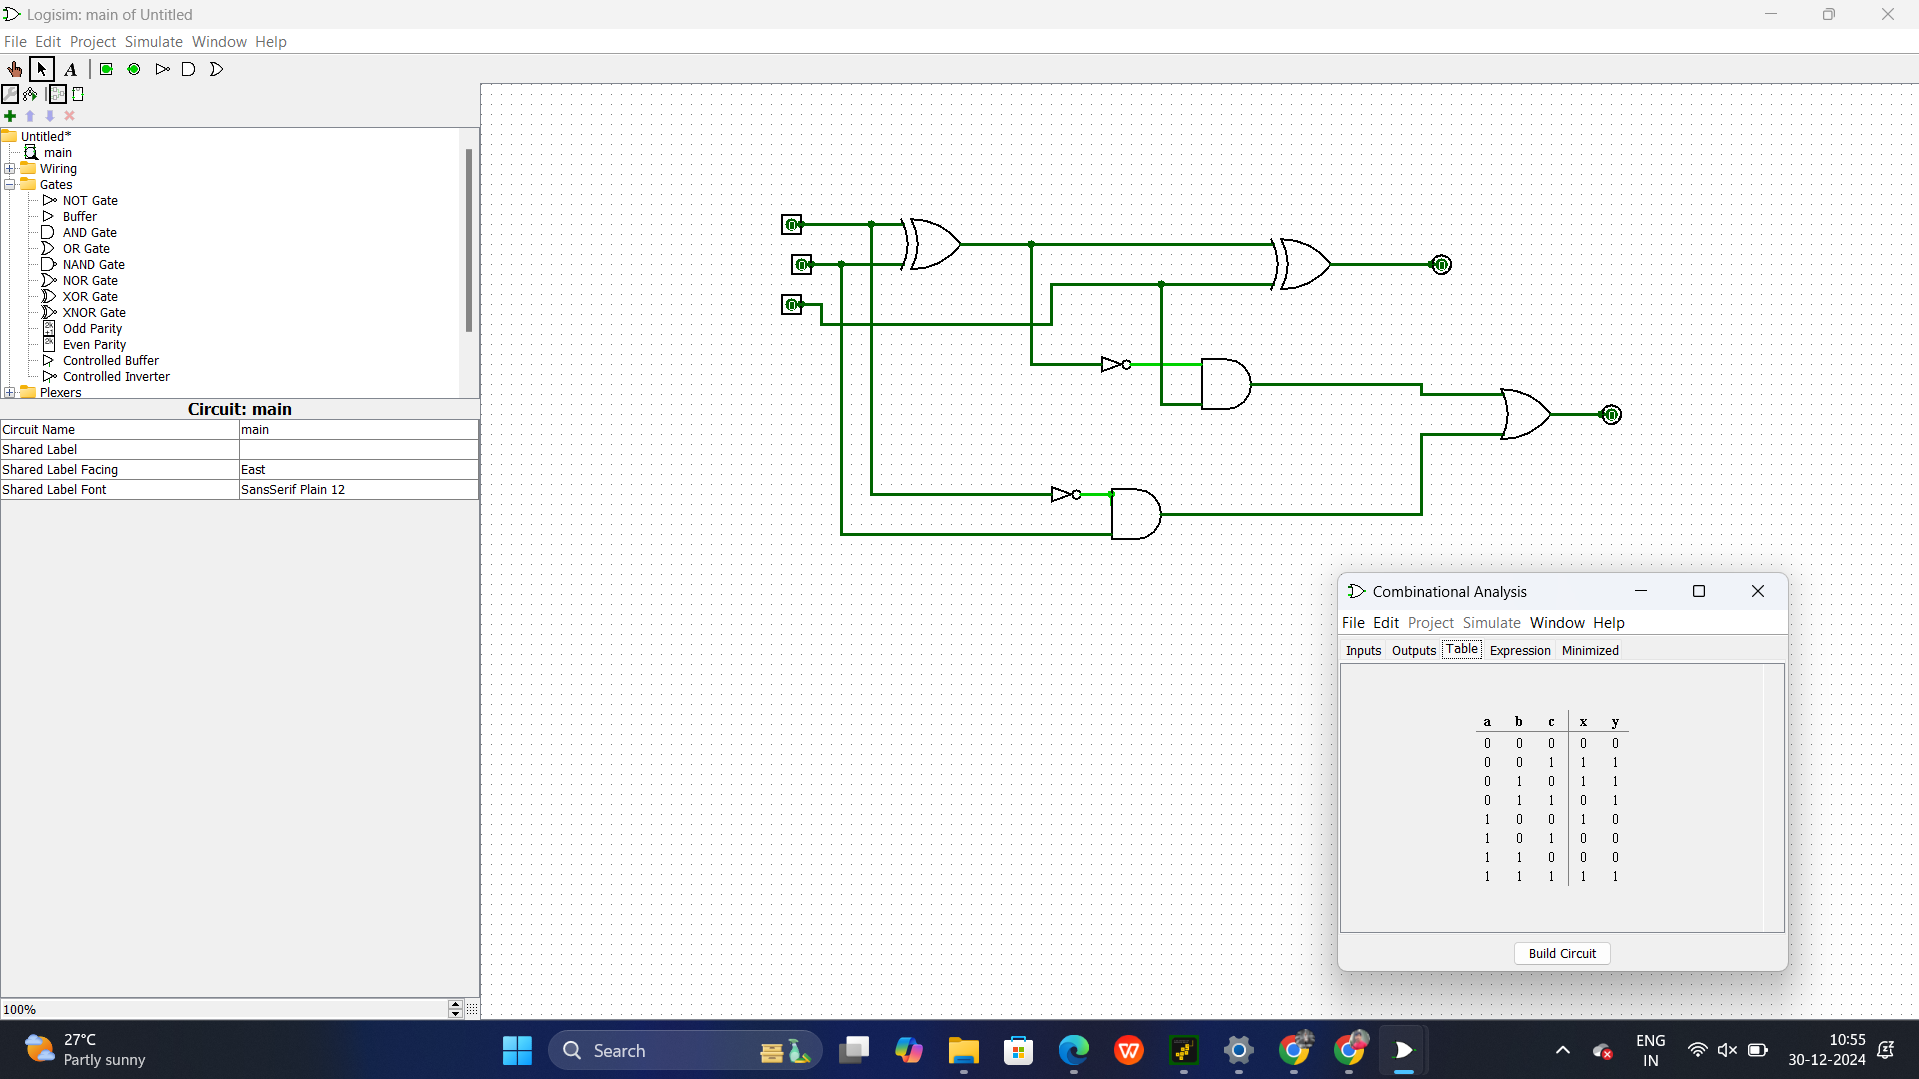 Logisim: main of Untitled
File Edit Project Simulate Window Help
A
Untitled*
main
Wiring
Gates
NOT Gate
Buffer
AND Gate
OR Gate
NAND Gate
NOR Gate
XOR Gate
XNOR Gate
Odd Parity
Even Parity
Controlled Buffer
Controlled Inverter
Plexers
Circuit: main
Circuit Name main
Shared Label
Shared Label Facing East
Shared Label Font SansSerif Plain 12
100%
Combinational Analysis
File Edit Project Simulate Window Help
Inputs Outputs Table Expression Minimized
a b c x y
0 0 0 0 0
0 0 1 1 1
0 1 0 1 1
0 1 1 0 1
1 0 0 1 0
1 0 1 0 0
1 1 0 0 0
1 1 1 1 1
Build Circuit
27°C
Partly sunny
Search
ENG
IN
10:55
30-12-2024